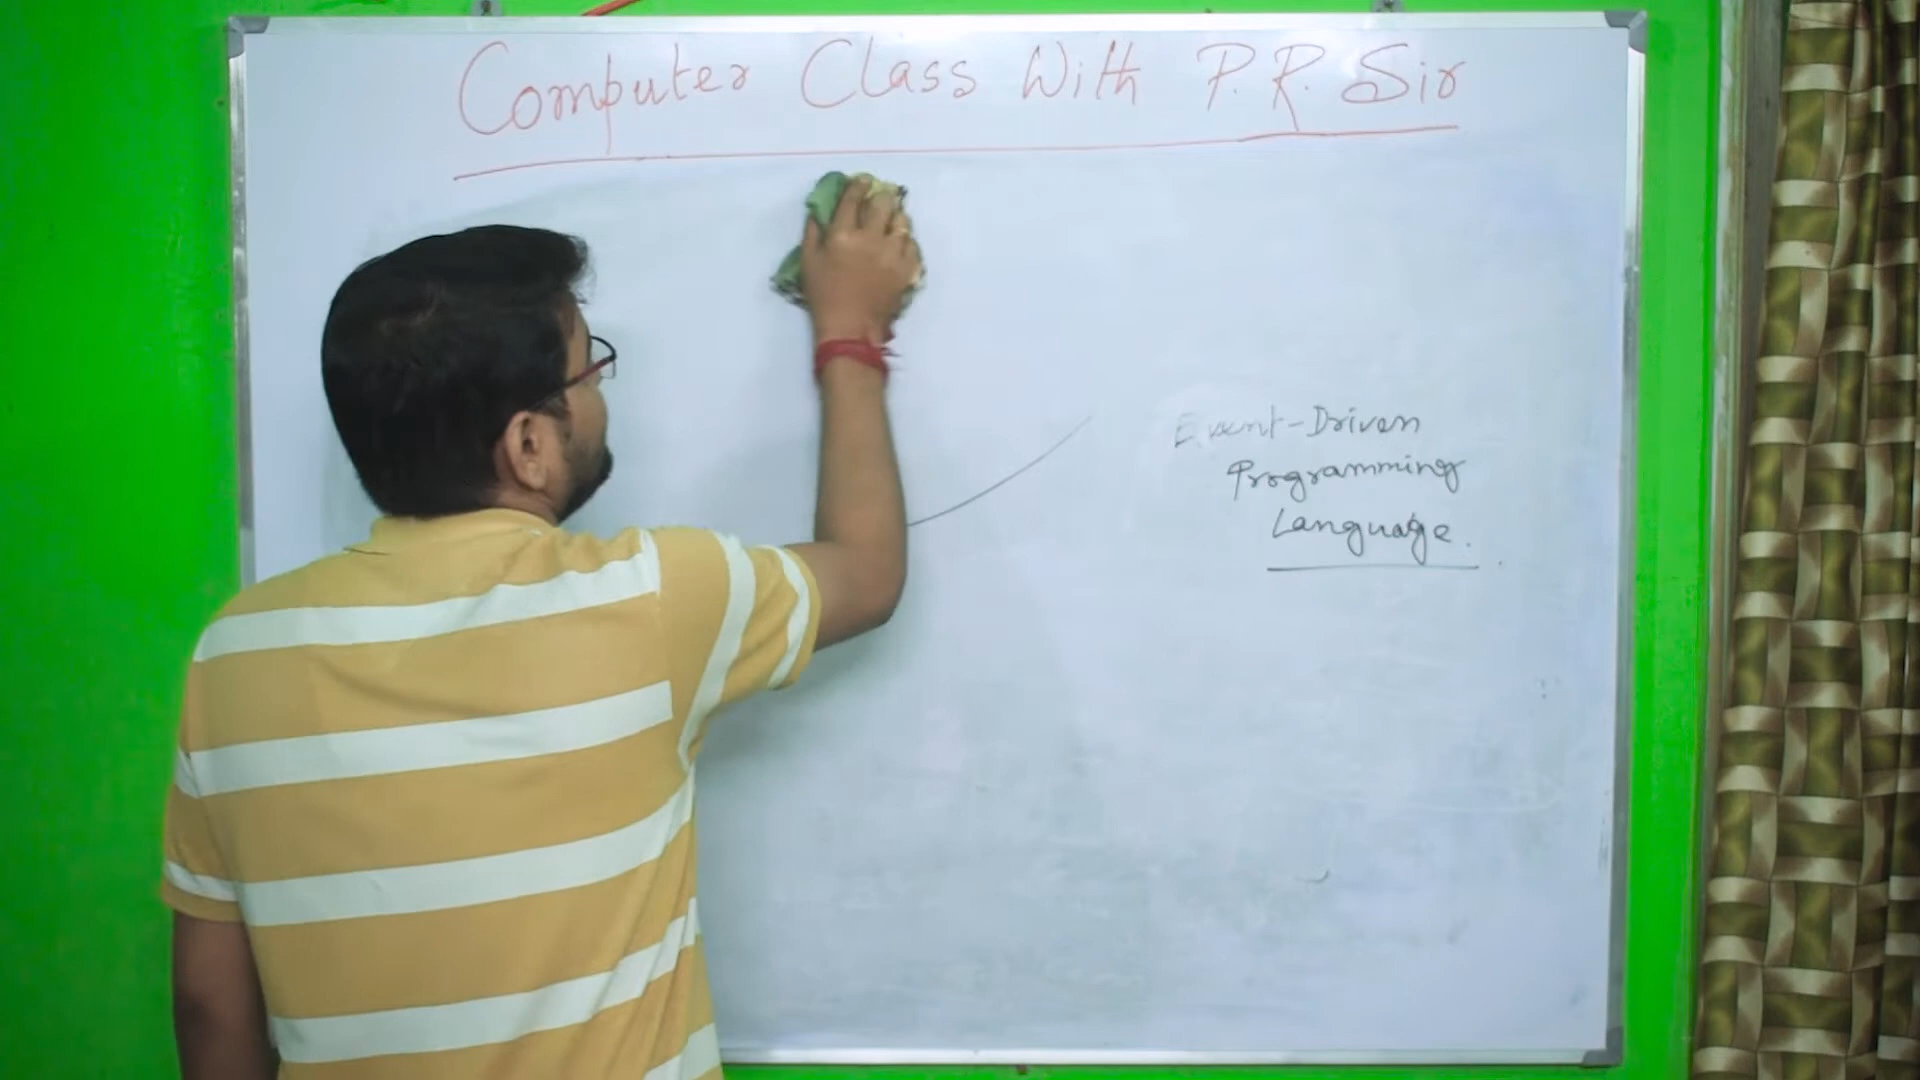 Computer Class With P.R. Sir
Event-Driven
Programming
Language.